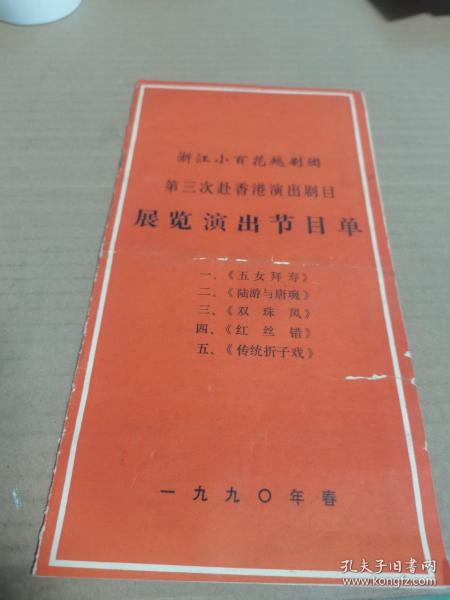 浙江小百花越剧团
第三次赴香港演出剧目
展览演出节目单
一、《五女拜寿》
二、《陆游与唐琬》
三、《双珠凤》
四、《红丝错》
五、《传统折子戏》
一九九〇年春
孔夫子旧书网
www.kongfz.com